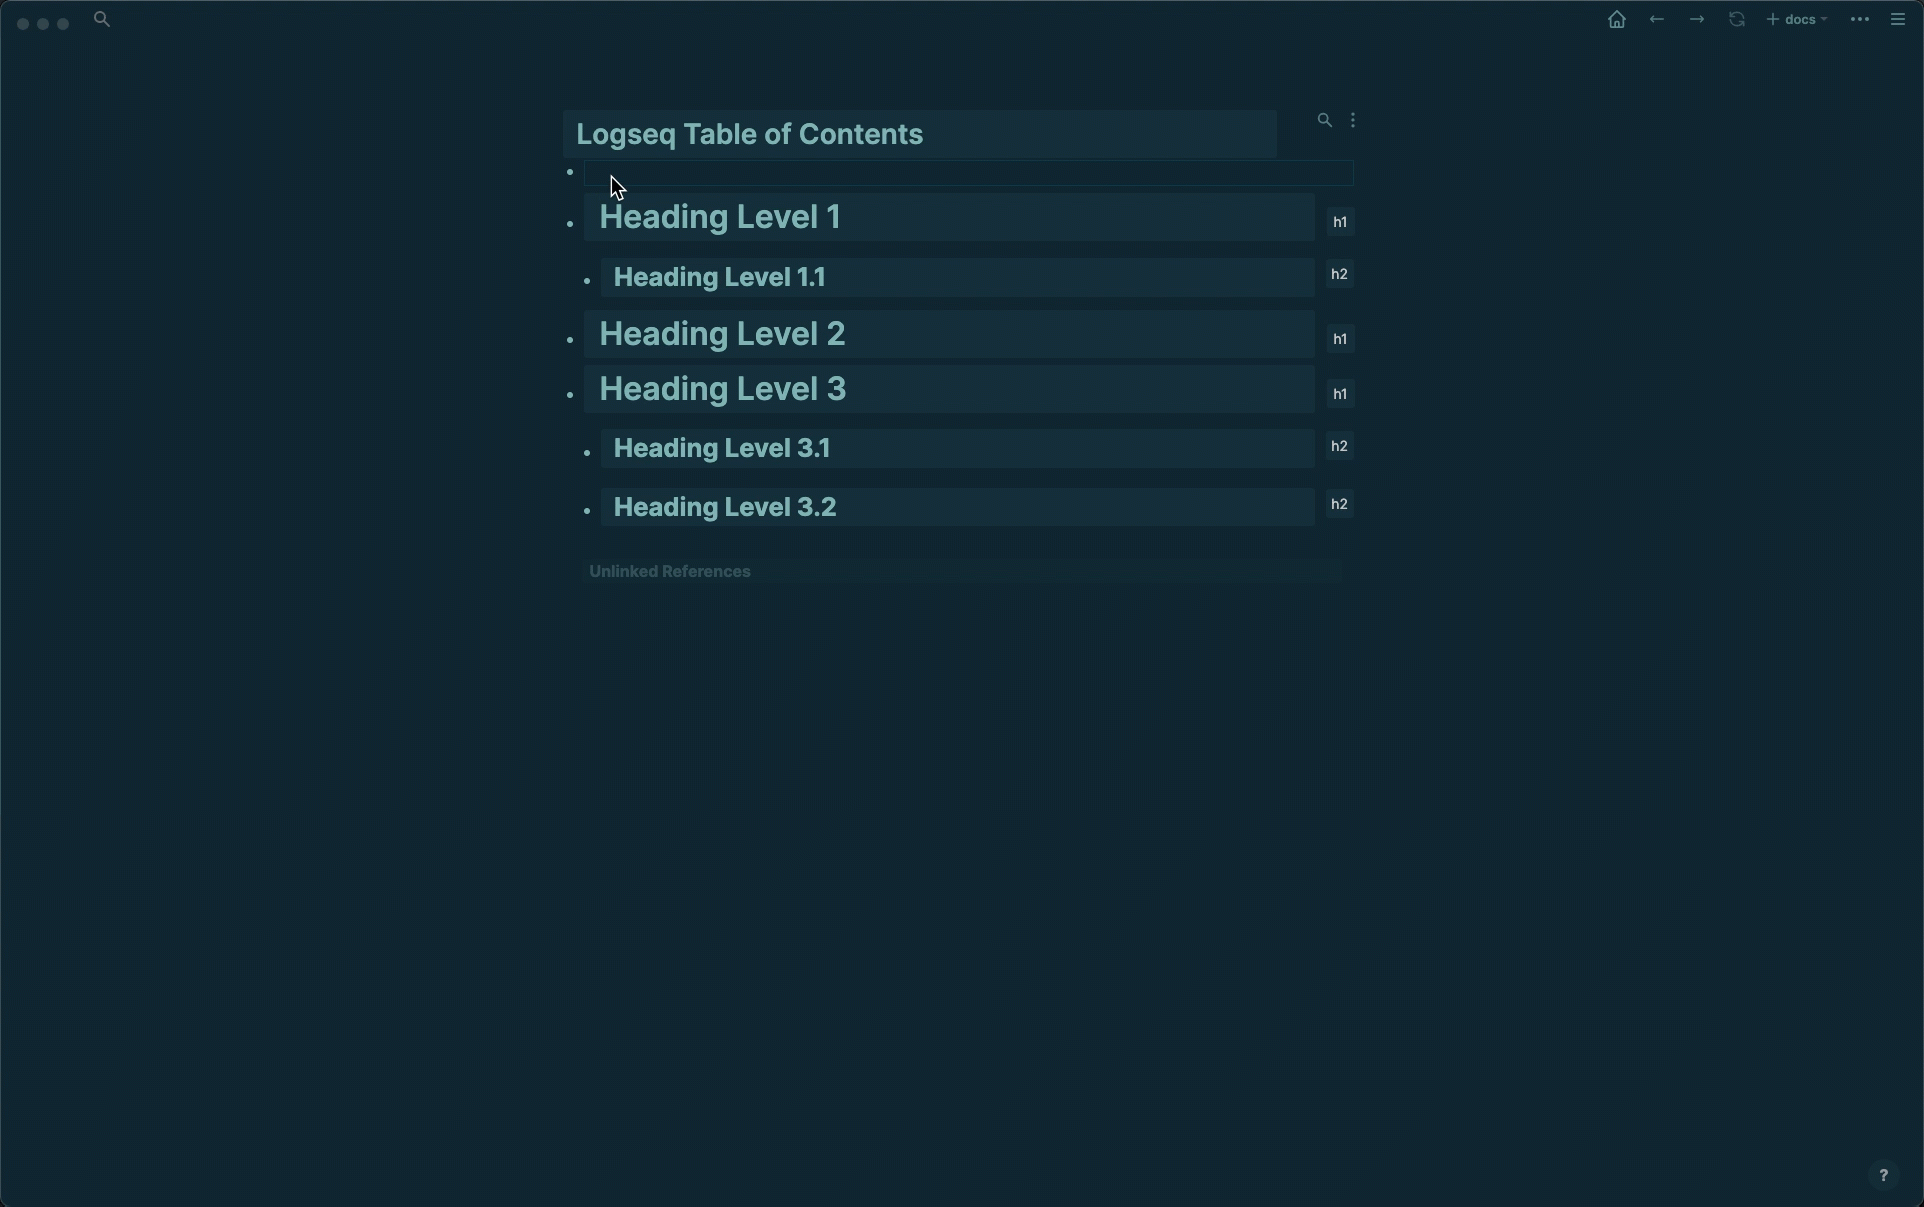 docs
Logseq Table of Contents
Heading Level 1
h1
Heading Level 1.1
h2
Heading Level 2
h1
Heading Level 3
h1
Heading Level 3.1
h2
Heading Level 3.2
h2
Unlinked References
?